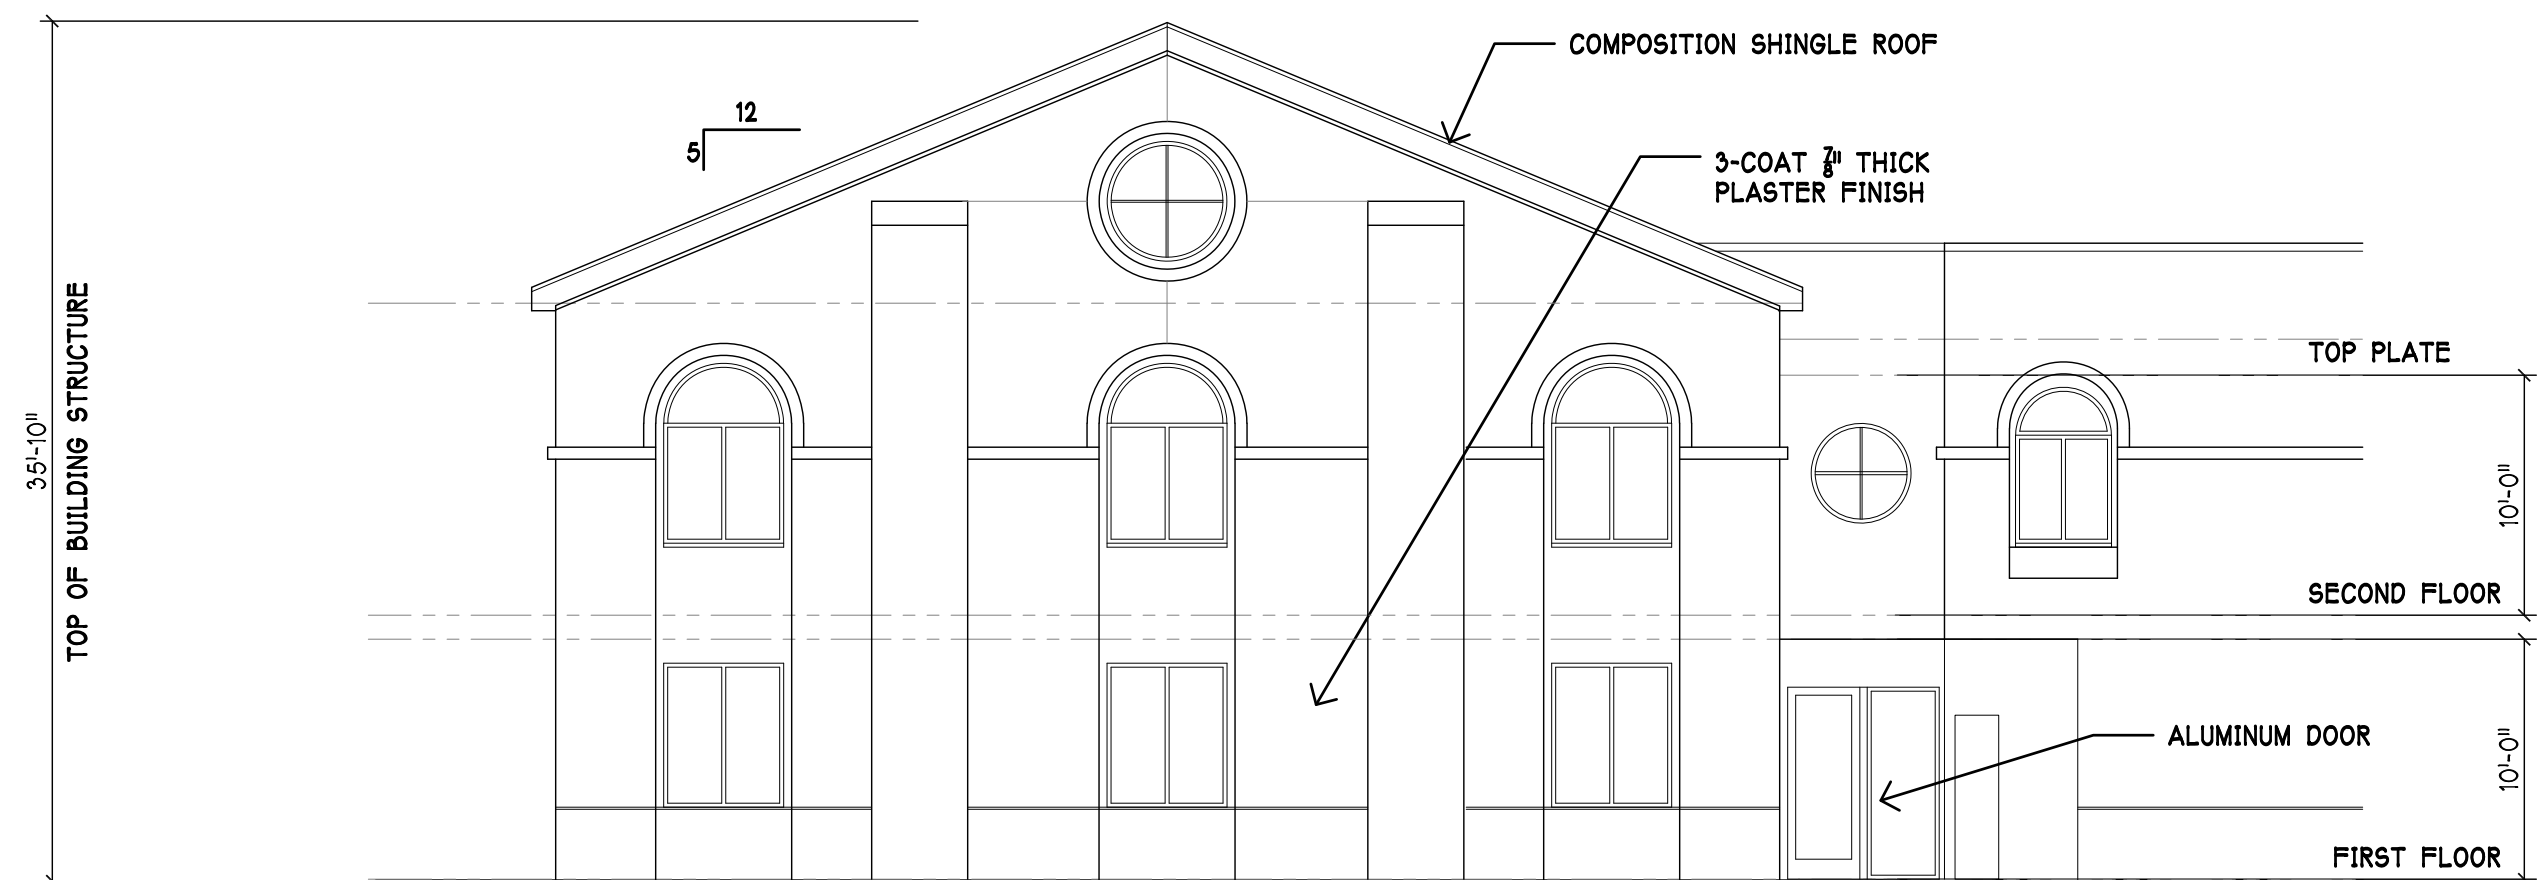 COMPOSITION SHINGLE ROOF
12
5
3-COAT 7/8" THICK
PLASTER FINISH
35'-10"
TOP OF BUILDING STRUCTURE
TOP PLATE
10'-0"
SECOND FLOOR
ALUMINUM DOOR
10'-0"
FIRST FLOOR